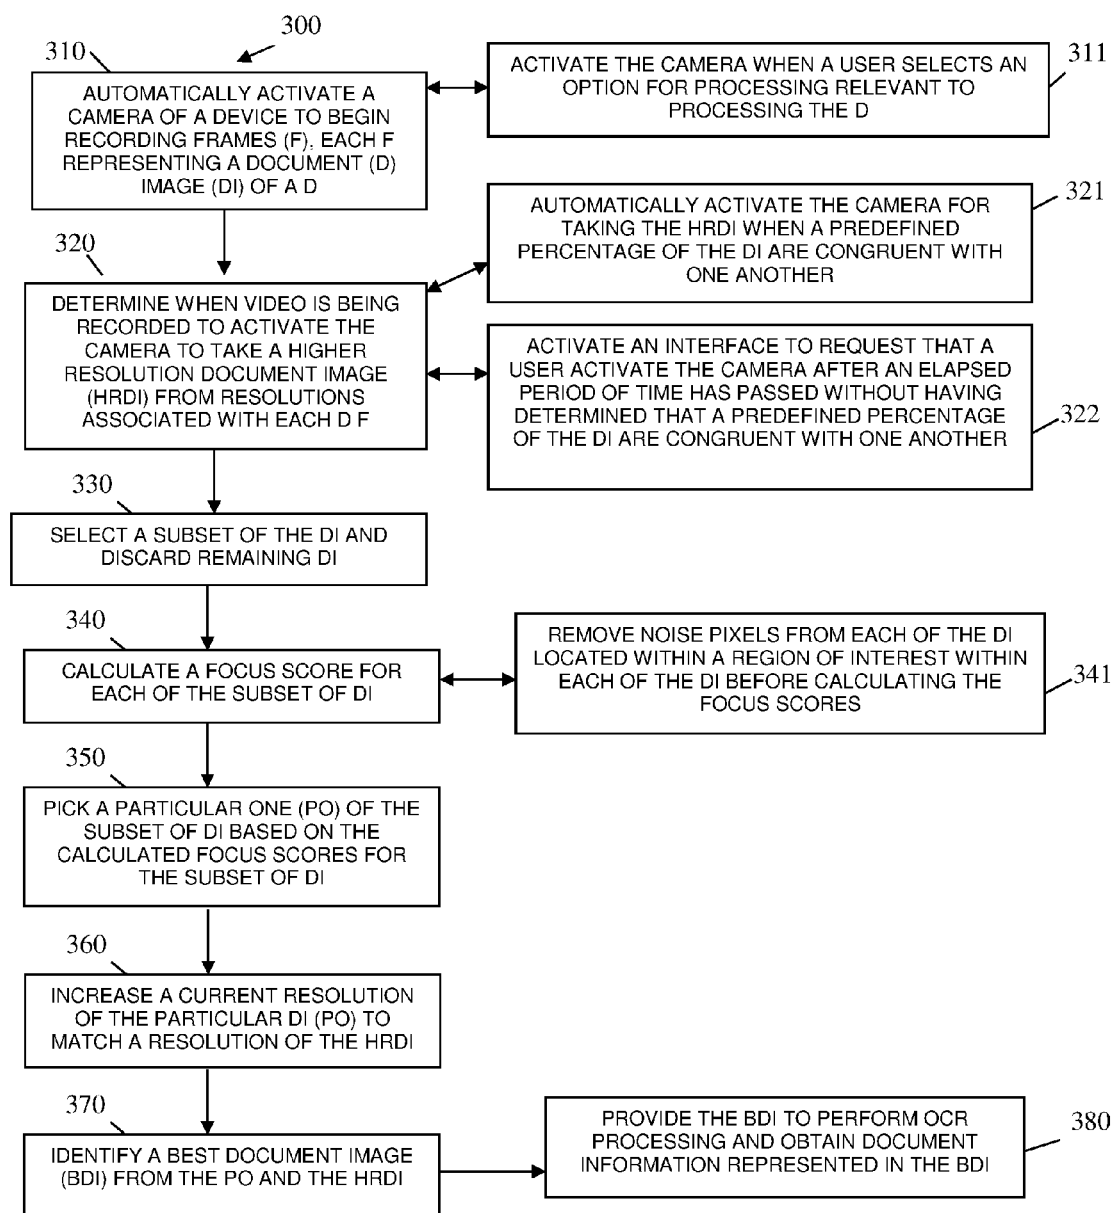 300
310
AUTOMATICALLY ACTIVATE A
CAMERA OF A DEVICE TO BEGIN
RECORDING FRAMES (F), EACH F
REPRESENTING A DOCUMENT (D)
IMAGE (DI) OF A D
311
ACTIVATE THE CAMERA WHEN A USER SELECTS AN
OPTION FOR PROCESSING RELEVANT TO
PROCESSING THE D
320
DETERMINE WHEN VIDEO IS BEING
RECORDED TO ACTIVATE THE
CAMERA TO TAKE A HIGHER
RESOLUTION DOCUMENT IMAGE
(HRDI) FROM RESOLUTIONS
ASSOCIATED WITH EACH D F
321
AUTOMATICALLY ACTIVATE THE CAMERA FOR
TAKING THE HRDI WHEN A PREDEFINED
PERCENTAGE OF THE DI ARE CONGRUENT WITH
ONE ANOTHER
ACTIVATE AN INTERFACE TO REQUEST THAT A
USER ACTIVATE THE CAMERA AFTER AN ELAPSED
PERIOD OF TIME HAS PASSED WITHOUT HAVING
DETERMINED THAT A PREDEFINED PERCENTAGE
OF THE DI ARE CONGRUENT WITH ONE ANOTHER
322
330
SELECT A SUBSET OF THE DI AND
DISCARD REMAINING DI
340
CALCULATE A FOCUS SCORE FOR
EACH OF THE SUBSET OF DI
REMOVE NOISE PIXELS FROM EACH OF THE DI
LOCATED WITHIN A REGION OF INTEREST WITHIN
EACH OF THE DI BEFORE CALCULATING THE
FOCUS SCORES
341
350
PICK A PARTICULAR ONE (PO) OF THE
SUBSET OF DI BASED ON THE
CALCULATED FOCUS SCORES FOR
THE SUBSET OF DI
360
INCREASE A CURRENT RESOLUTION
OF THE PARTICULAR DI (PO) TO
MATCH A RESOLUTION OF THE HRDI
370
IDENTIFY A BEST DOCUMENT IMAGE
(BDI) FROM THE PO AND THE HRDI
PROVIDE THE BDI TO PERFORM OCR
PROCESSING AND OBTAIN DOCUMENT
INFORMATION REPRESENTED IN THE BDI
380